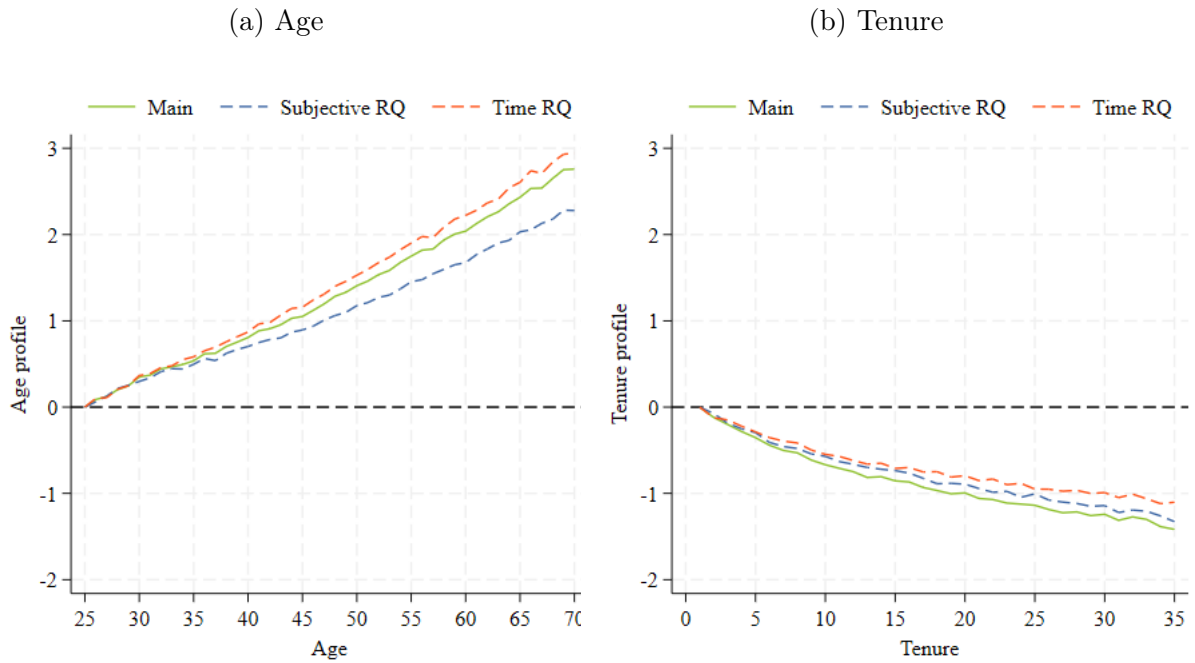 (a) Age
Main Subjective RQ Time RQ
Age profile
3
2
1
0
-1
-2
25 30 35 40 45 50 55 60 65 70
Age
(b) Tenure
Main Subjective RQ Time RQ
Tenure profile
3
2
1
0
-1
-2
0 5 10 15 20 25 30 35
Tenure